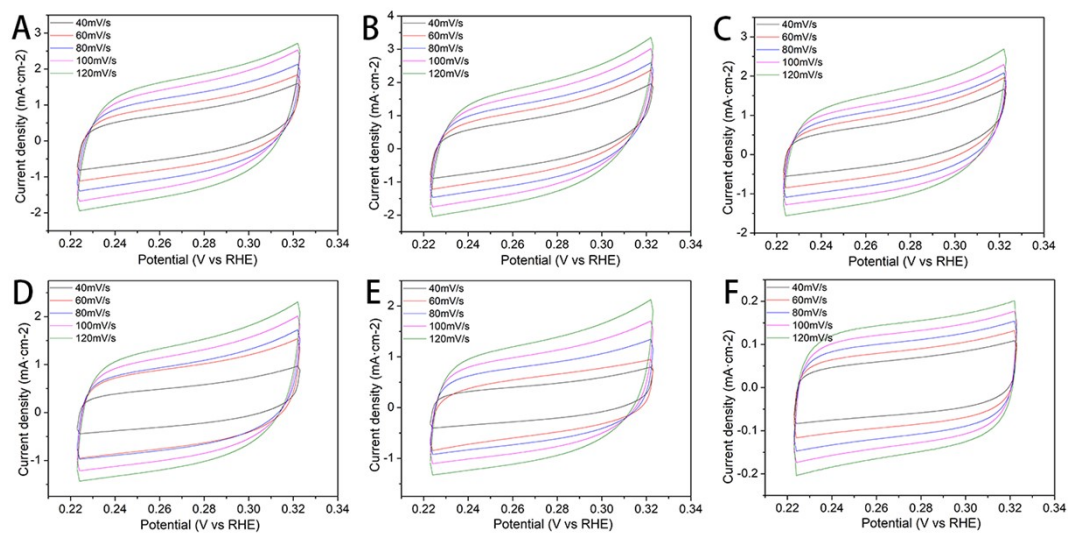 A
40mV/s
60mV/s
80mV/s
100mV/s
120mV/s
3
2
1
0
-1
-2
Current density (mA·cm-2)
0.22 0.24 0.26 0.28 0.30 0.32 0.34
Potential (V vs RHE)
B
40mV/s
60mV/s
80mV/s
100mV/s
120mV/s
4
3
2
1
0
-1
-2
Current density (mA·cm-2)
0.22 0.24 0.26 0.28 0.30 0.32 0.34
Potential (V vs RHE)
C
40mV/s
60mV/s
80mV/s
100mV/s
120mV/s
3
2
1
0
-1
-2
Current density (mA·cm-2)
0.22 0.24 0.26 0.28 0.30 0.32 0.34
Potential (V vs RHE)
D
40mV/s
60mV/s
80mV/s
100mV/s
120mV/s
2
1
0
-1
Current density (mA·cm-2)
0.22 0.24 0.26 0.28 0.30 0.32 0.34
Potential (V vs RHE)
E
40mV/s
60mV/s
80mV/s
100mV/s
120mV/s
2
1
0
-1
Current density (mA·cm-2)
0.22 0.24 0.26 0.28 0.30 0.32 0.34
Potential (V vs RHE)
F
40mV/s
60mV/s
80mV/s
100mV/s
120mV/s
0.2
0.1
0.0
-0.1
-0.2
Current density (mA·cm-2)
0.22 0.24 0.26 0.28 0.30 0.32 0.34
Potential (V vs RHE)